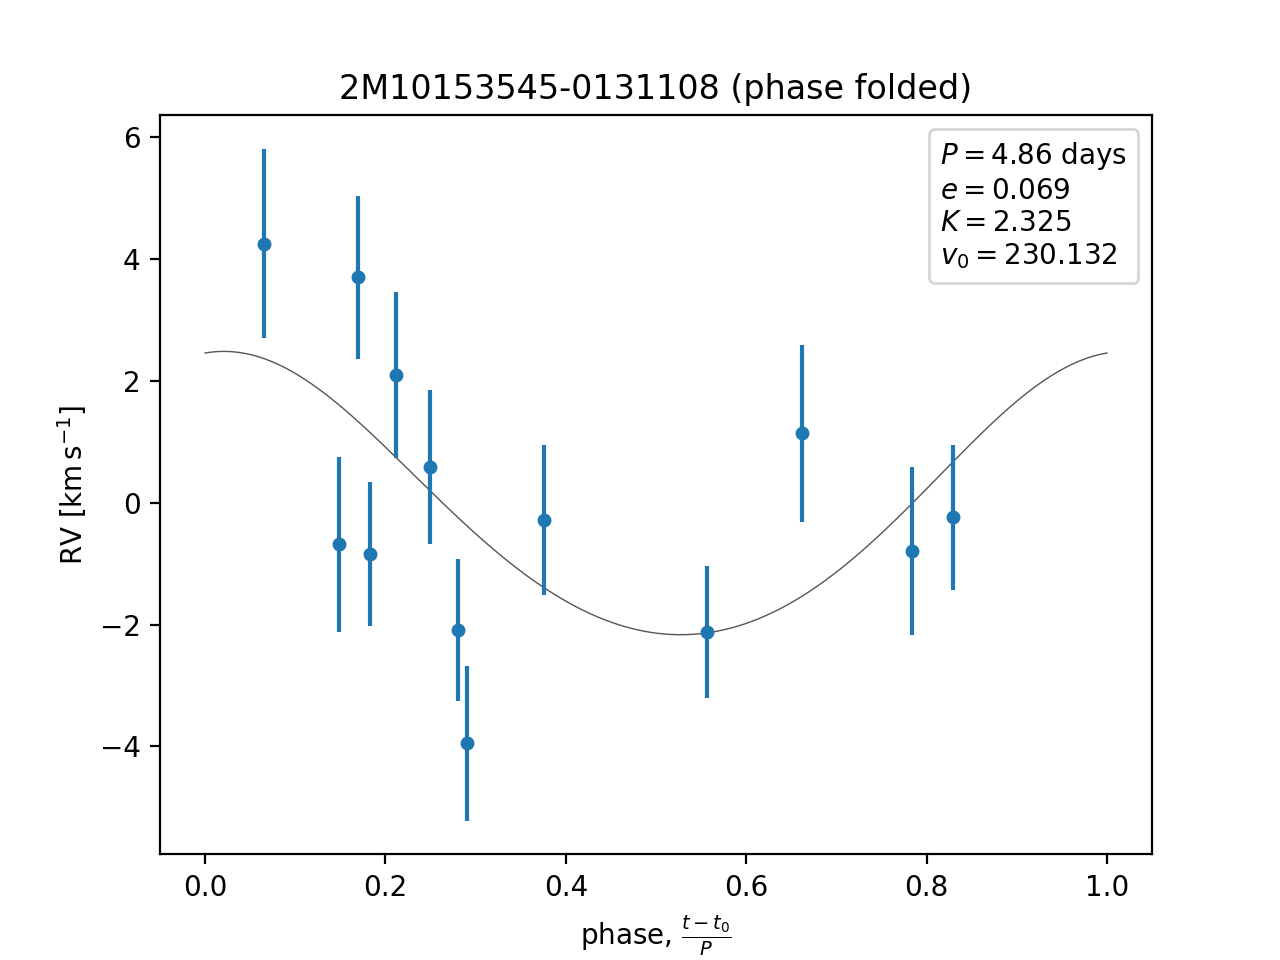 2M10153545-0131108 (phase folded)
P = 4.86 days
e = 0.069
K = 2.325
v₀ = 230.132
RV [km s⁻¹]
6
4
2
0
−2
−4
0.0 0.2 0.4 0.6 0.8 1.0
phase, (t − t₀)/P